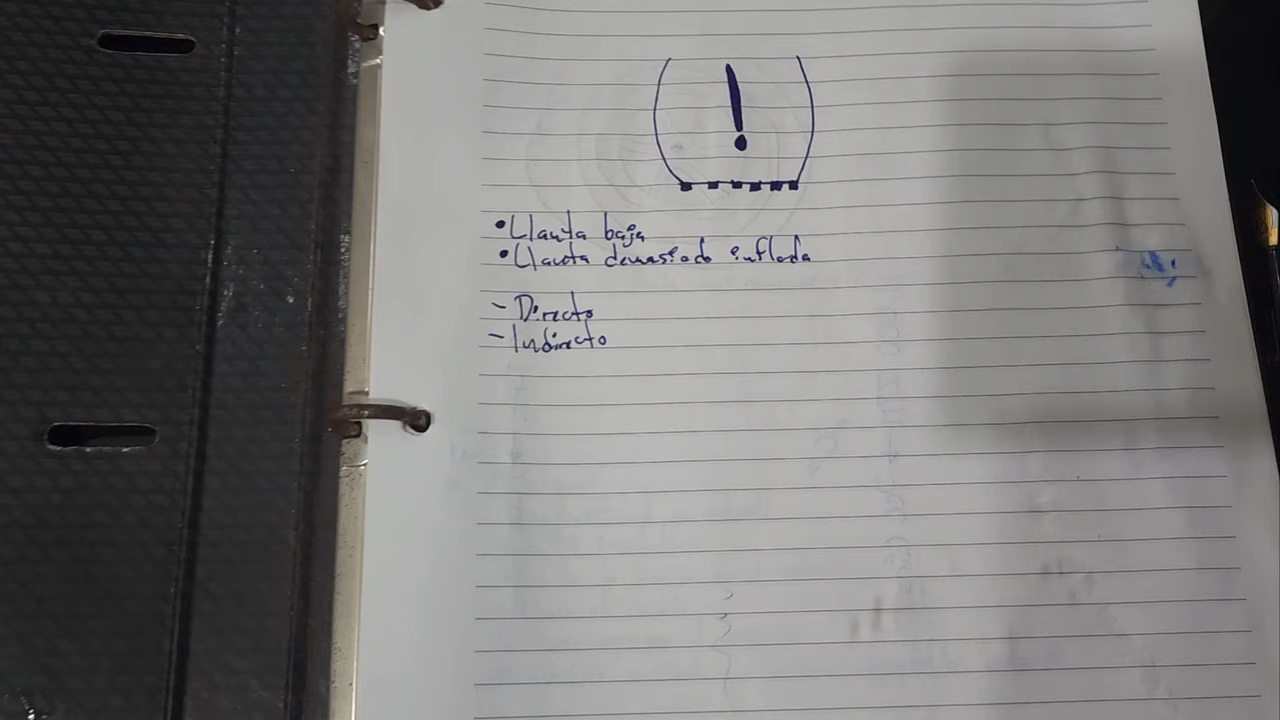 !
• Llanta baja
• Llanta demasiado inflada
- Directo
- Indirecto